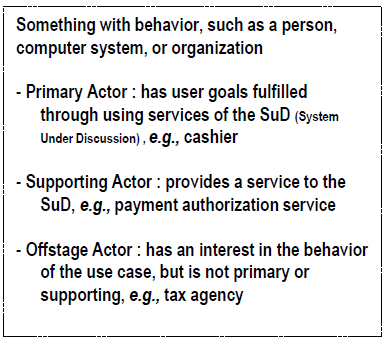 Something with behavior, such as a person,
computer system, or organization
- Primary Actor : has user goals fulfilled
through using services of the SuD (System
Under Discussion) , e.g., cashier
- Supporting Actor : provides a service to the
SuD, e.g., payment authorization service
- Offstage Actor : has an interest in the behavior
of the use case, but is not primary or
supporting, e.g., tax agency